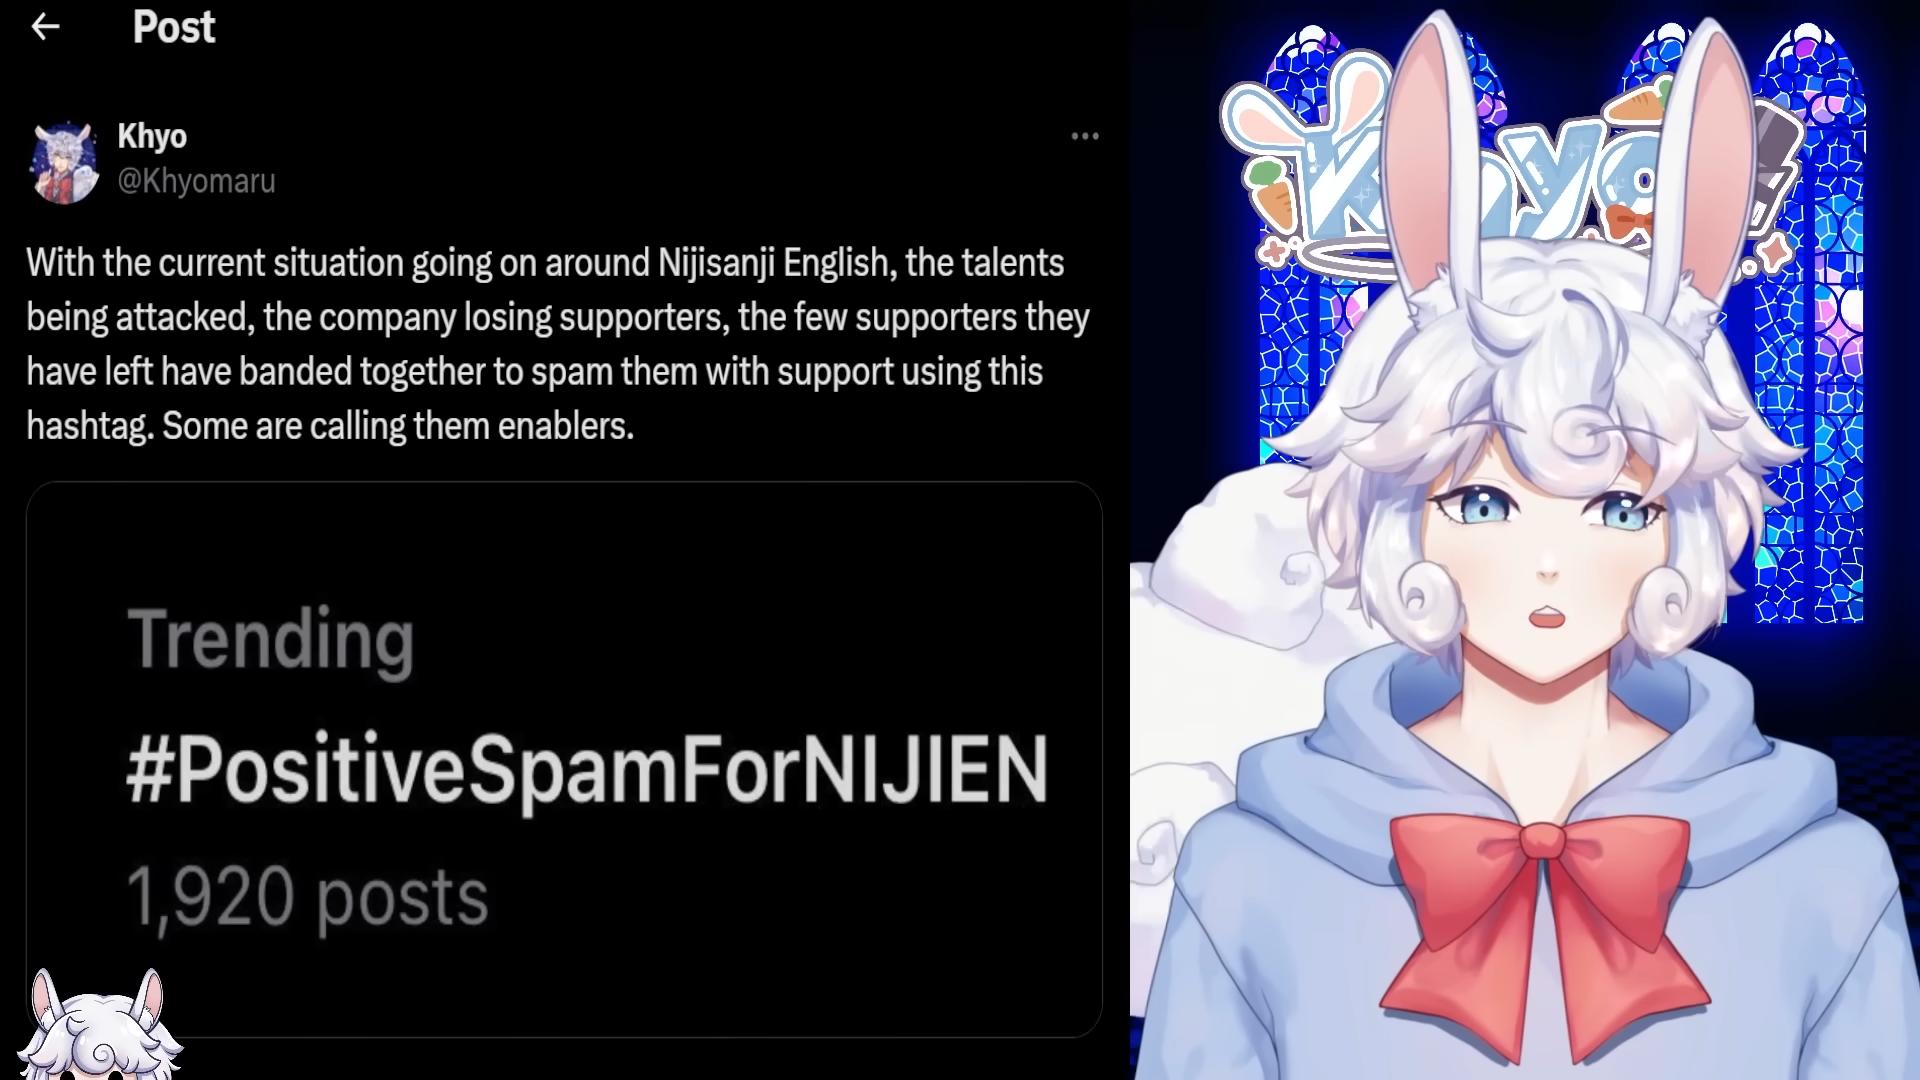 Post
Khyo
@Khyomaru
With the current situation going on around Nijisanji English, the talents
being attacked, the company losing supporters, the few supporters they
have left have banded together to spam them with support using this
hashtag. Some are calling them enablers.
Trending
#PositiveSpamForNIJIEN
1,920 posts
Khyo